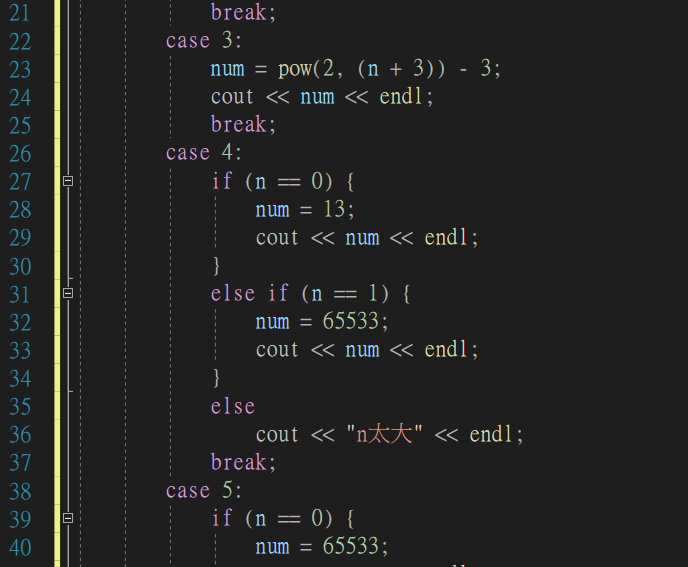 21 break;
22 case 3:
23 num = pow(2, (n + 3)) - 3;
24 cout << num << endl;
25 break;
26 case 4:
27 if (n == 0) {
28 num = 13;
29 cout << num << endl;
30 }
31 else if (n == 1) {
32 num = 65533;
33 cout << num << endl;
34 }
35 else
36 cout << "n太大" << endl;
37 break;
38 case 5:
39 if (n == 0) {
40 num = 65533;